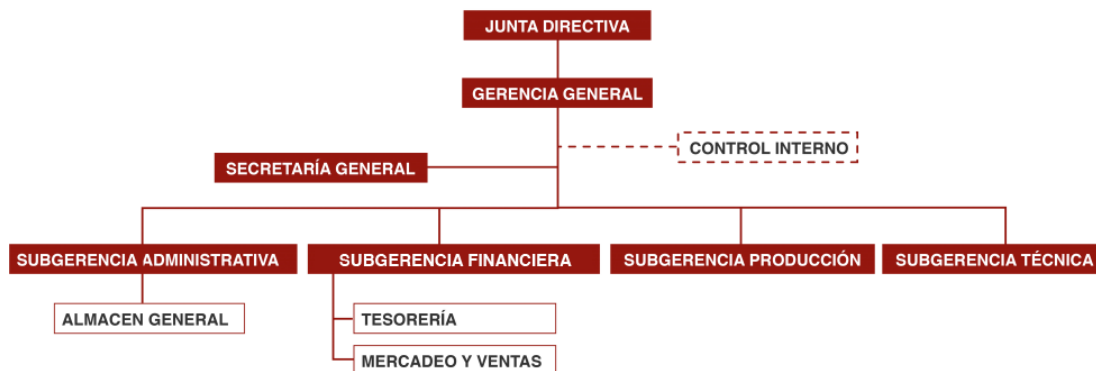 JUNTA DIRECTIVA
GERENCIA GENERAL
CONTROL INTERNO
SECRETARÍA GENERAL
SUBGERENCIA ADMINISTRATIVA
SUBGERENCIA FINANCIERA
SUBGERENCIA PRODUCCIÓN
SUBGERENCIA TÉCNICA
ALMACEN GENERAL
TESORERÍA
MERCADEO Y VENTAS